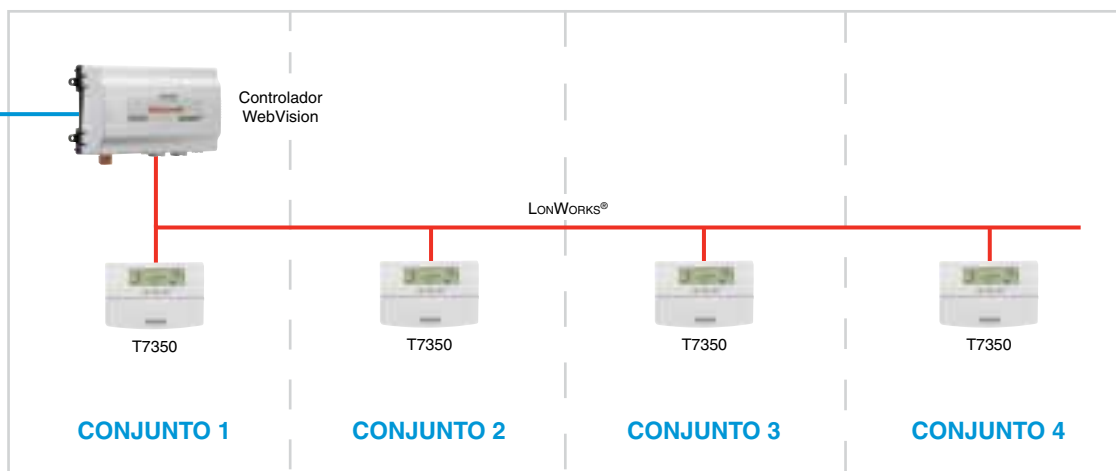 Controlador
WebVision
LONWORKS®
T7350
T7350
T7350
T7350
CONJUNTO 1
CONJUNTO 2
CONJUNTO 3
CONJUNTO 4